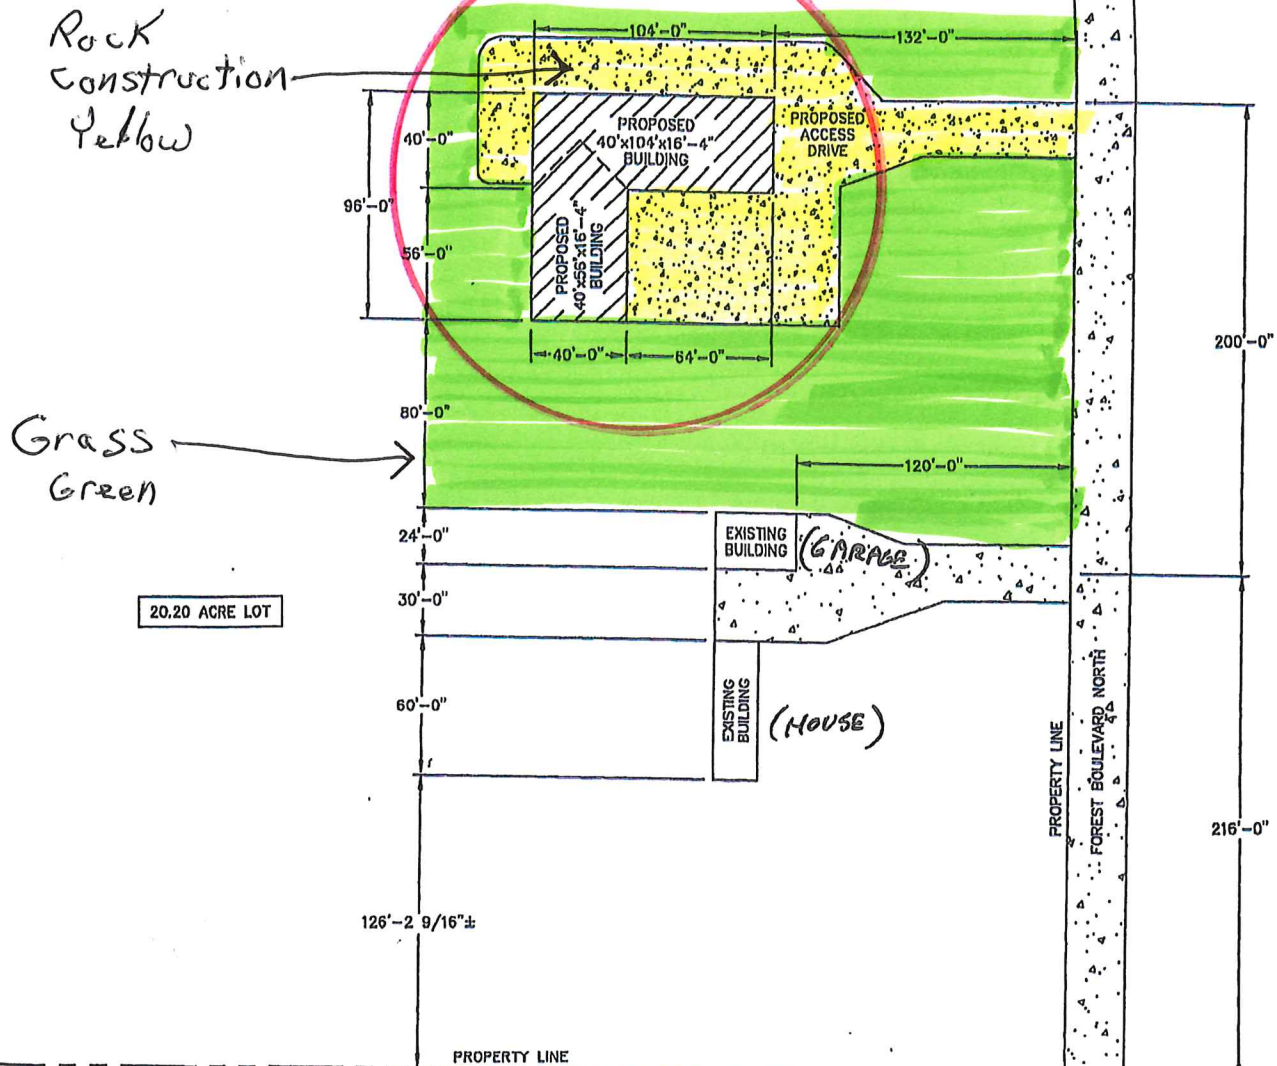 Rock
Construction
Yellow
104'-0"
132'-0"
PROPOSED
40'x104'x16'-4"
BUILDING
PROPOSED
ACCESS
DRIVE
40'-0"
96'-0"
56'-0"
PROPOSED
40'x56'x16'-4"
BUILDING
40'-0"
64'-0"
200'-0"
80'-0"
Grass
Green
120'-0"
24'-0"
EXISTING
BUILDING
(GARAGE)
30'-0"
20.20 ACRE LOT
60'-0"
EXISTING
BUILDING
(HOUSE)
PROPERTY LINE
FOREST BOULEVARD NORTH
216'-0"
126'-2 9/16"±
PROPERTY LINE